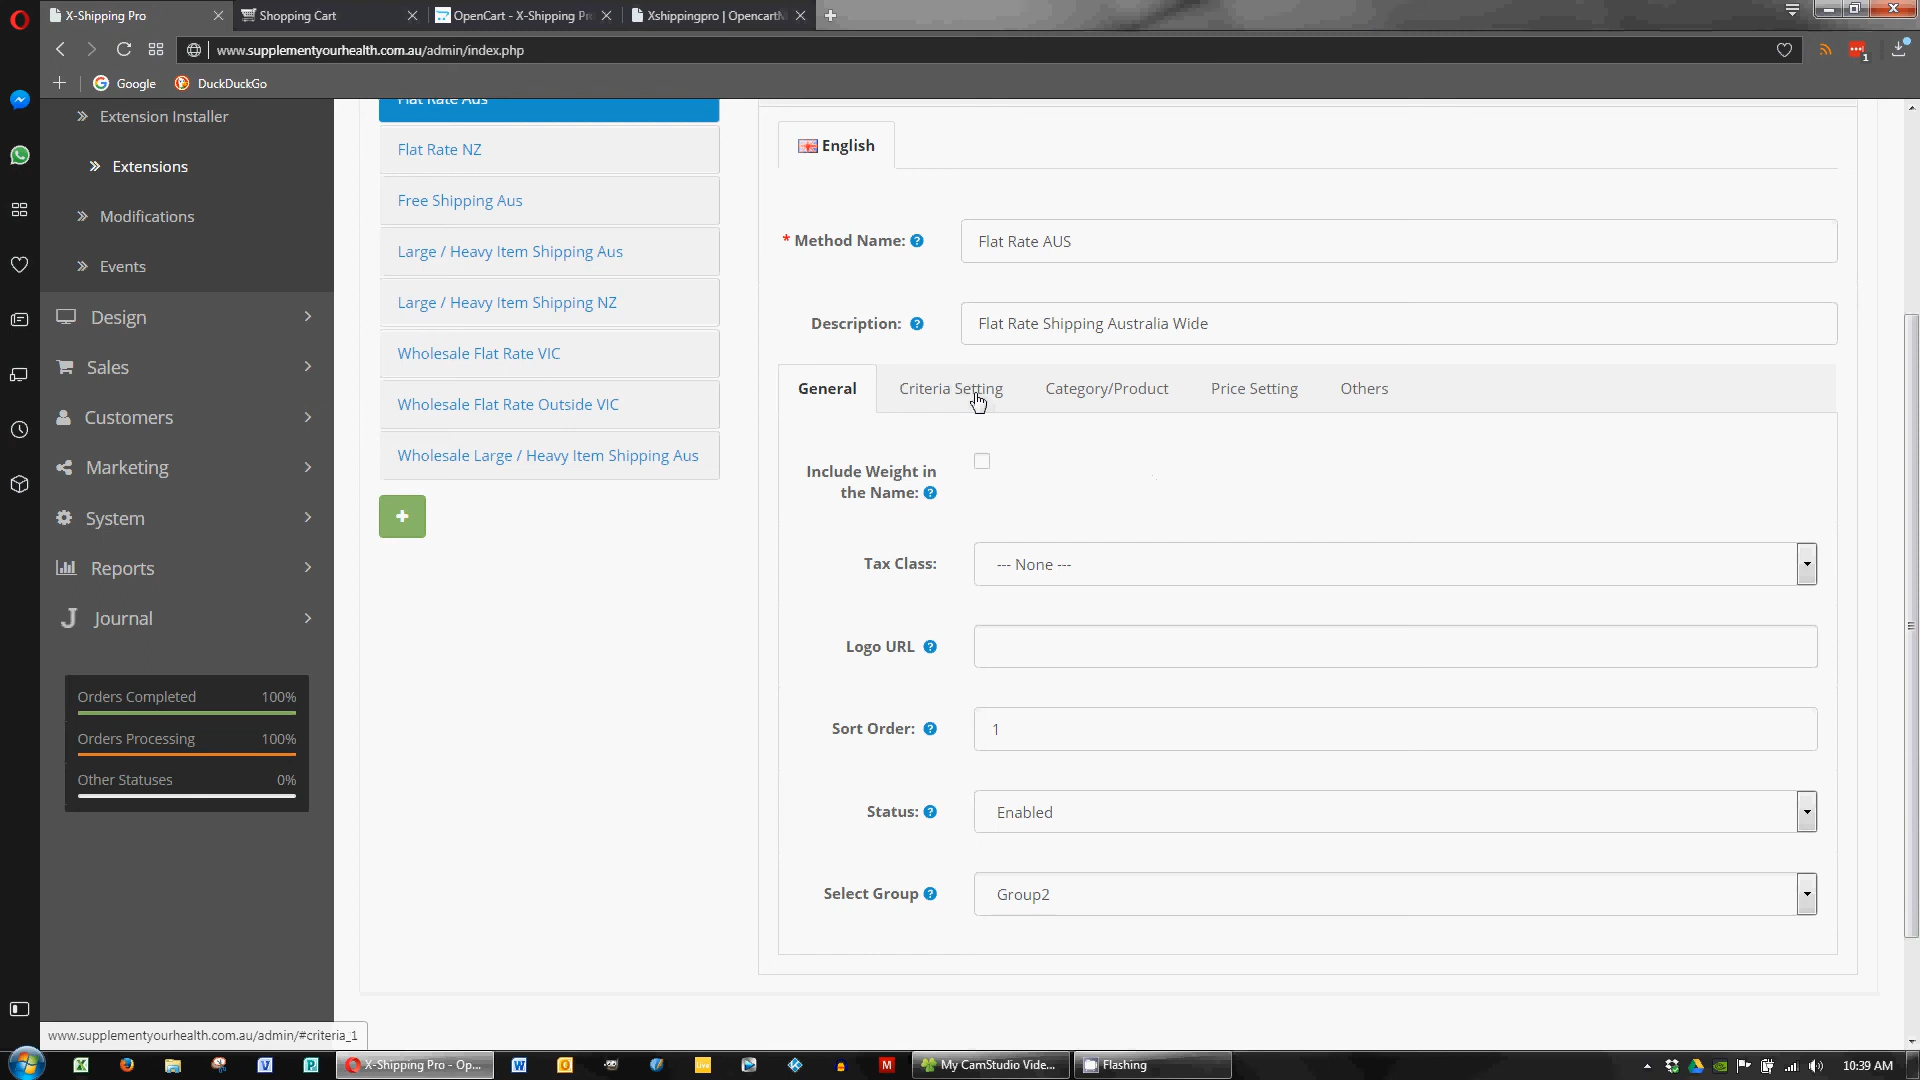 X-Shipping Pro
Shopping Cart
OpenCart - X-Shipping Pr
Xshippingpro | Opencart
www.supplementyourhealth.com.au/admin/index.php
1
Google
DuckDuckGo
Extension Installer
Extensions
Modifications
Events
Design
Sales
Customers
Marketing
System
Reports
Journal
Orders Completed 100%
Orders Processing 100%
Other Statuses 0%
Flat Rate Aus
Flat Rate NZ
Free Shipping Aus
Large / Heavy Item Shipping Aus
Large / Heavy Item Shipping NZ
Wholesale Flat Rate VIC
Wholesale Flat Rate Outside VIC
Wholesale Large / Heavy Item Shipping Aus
English
* Method Name: Flat Rate AUS
Description: Flat Rate Shipping Australia Wide
General Criteria Setting Category/Product Price Setting Others
Include Weight in
the Name:
Tax Class: --- None ---
Logo URL
Sort Order: 1
Status: Enabled
Select Group Group2
www.supplementyourhealth.com.au/admin/#criteria_1
X-Shipping Pro - Op...
My CamStudio Vide...
Flashing
10:39 AM